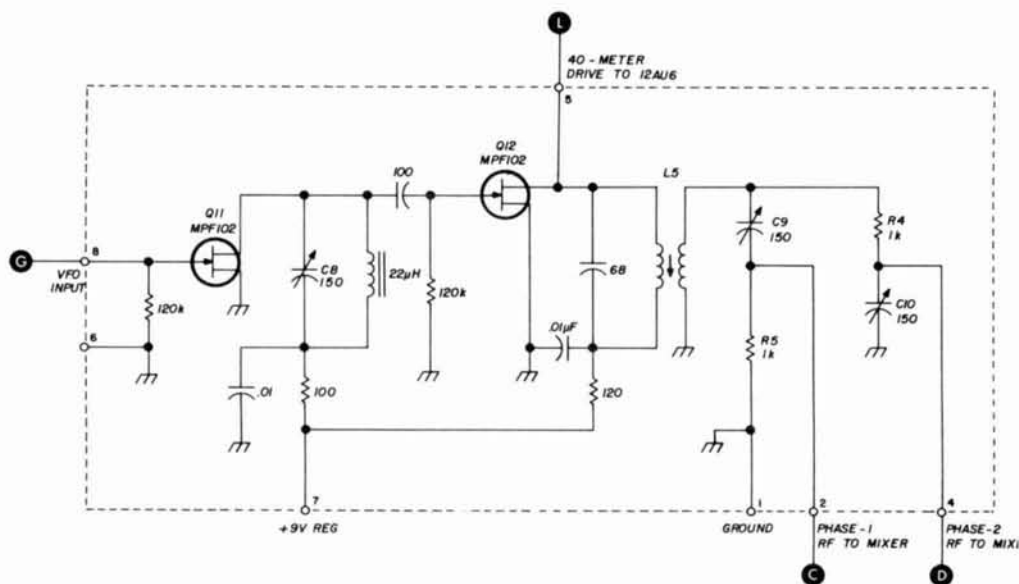 L
40-METER
DRIVE TO 12AU6
5
Q12
MPF102
L5
100
Q11
MPF102
C9
150
R4
1k
G
8
VFO
INPUT
C8
150
22µH
68
120k
120k
C10
150
6
.01µF
R5
1k
.01
100
120
7
1
2
4
+9V REG
GROUND
PHASE-1
RF TO MIXER
PHASE-2
RF TO MIXI
C
D